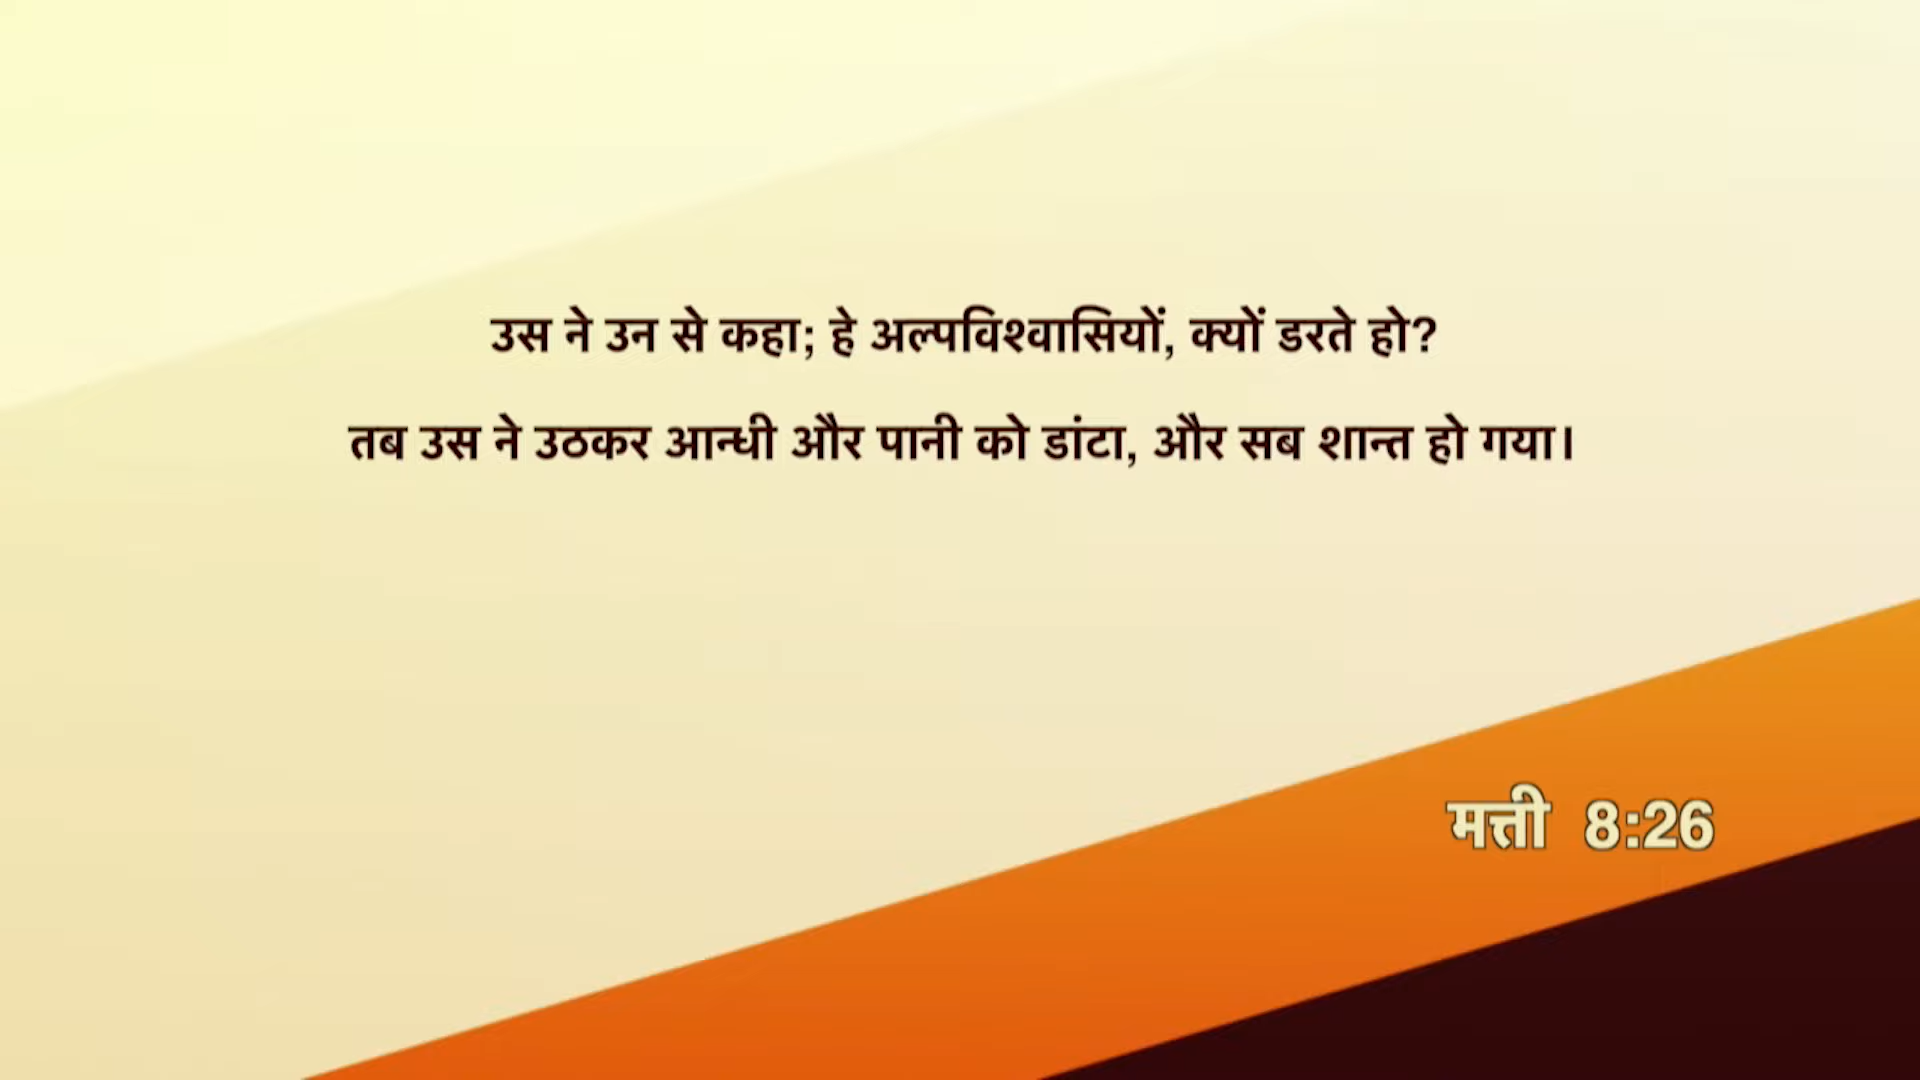 उस ने उन से कहा; हे अल्पविश्वासियों, क्यों डरते हो?
तब उस ने उठकर आन्धी और पानी को डांटा, और सब शान्त हो गया।
मत्ती 8:26